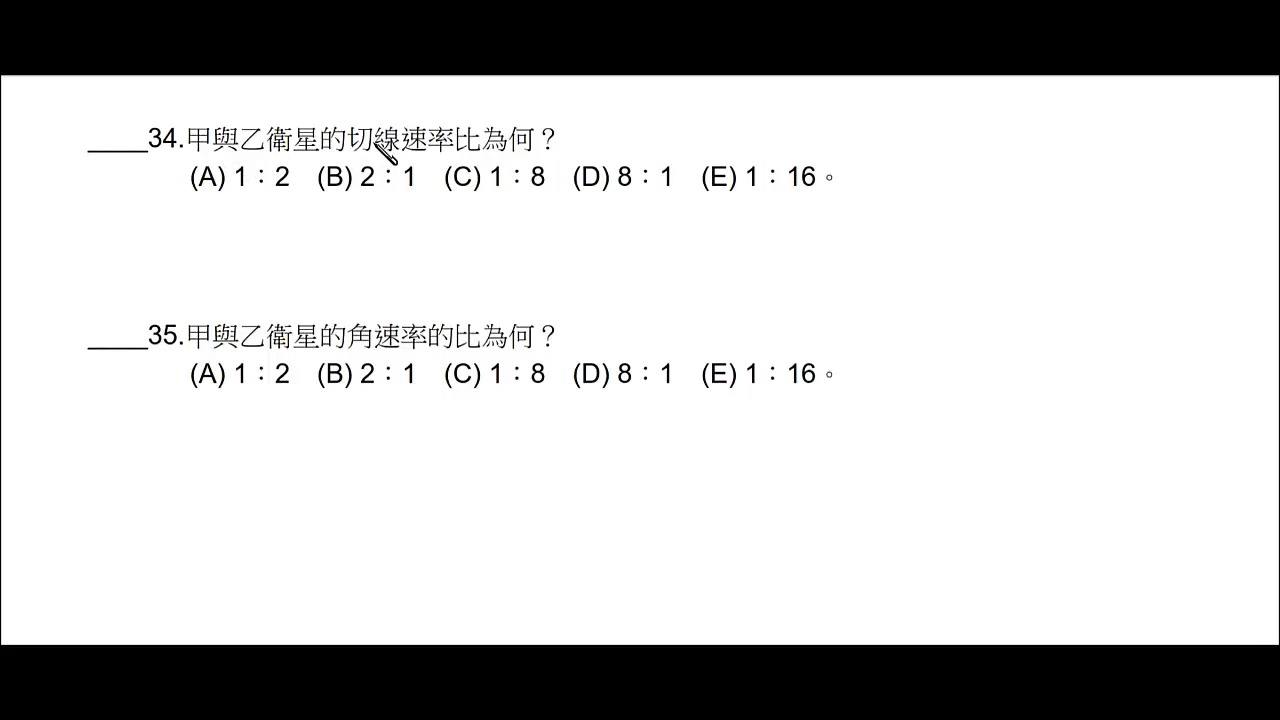 ____34.甲與乙衛星的切線速率比為何？
(A) 1：2 (B) 2：1 (C) 1：8 (D) 8：1 (E) 1：16。
____35.甲與乙衛星的角速率的比為何？
(A) 1：2 (B) 2：1 (C) 1：8 (D) 8：1 (E) 1：16。